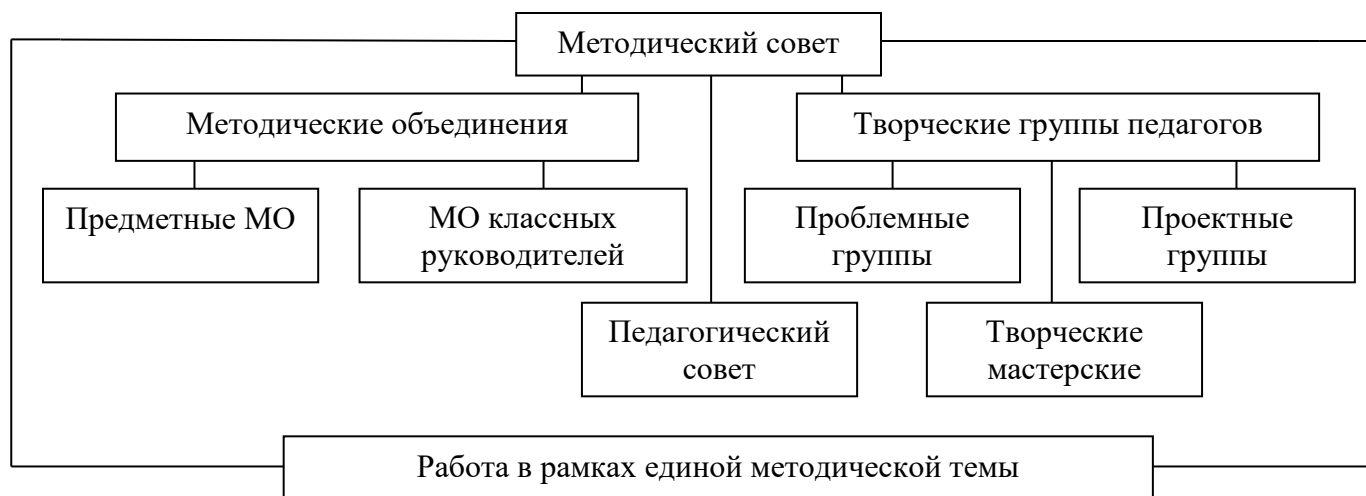 Методический совет
Методические объединения
Творческие группы педагогов
Предметные МО
МО классных
руководителей
Проблемные
группы
Проектные
группы
Педагогический
совет
Творческие
мастерские
Работа в рамках единой методической темы